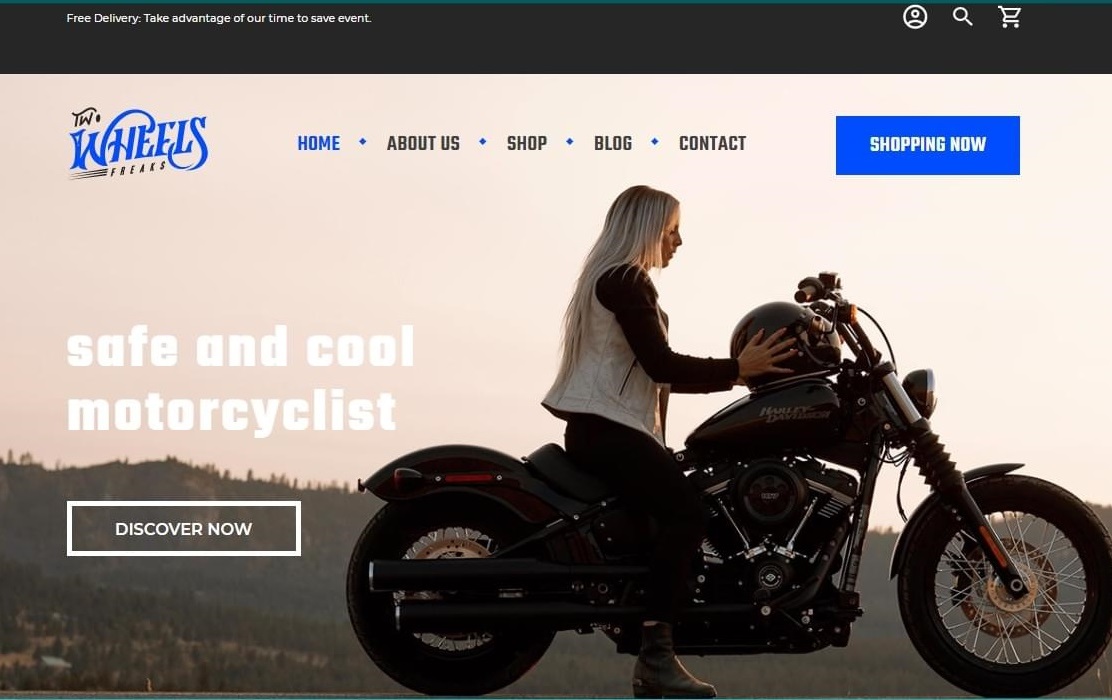 Free Delivery: Take advantage of our time to save event.
TWO
WHEELS
FREAKS
HOME
ABOUT US
SHOP
BLOG
CONTACT
SHOPPING NOW
safe and cool
motorcyclist
HARLEY-
DAVIDSON
DISCOVER NOW